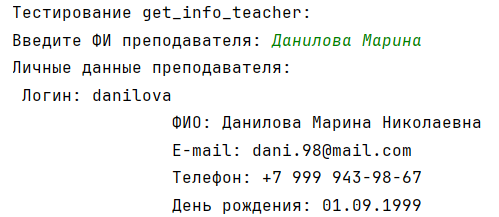 Тестирование get_info_teacher:
Введите ФИ преподавателя: Данилова Марина
Личные данные преподавателя:
Логин: danilova
ФИО: Данилова Марина Николаевна
E-mail: dani.98@mail.com
Телефон: +7 999 943-98-67
День рождения: 01.09.1999